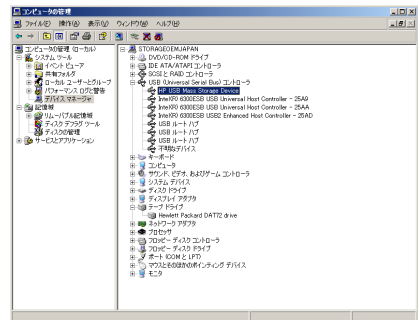 コンピュータの管理
ファイル(F) 操作(A) 表示(V) ウィンドウ(W) ヘルプ(H)
コンピュータの管理 (ローカル)
システム ツール
イベント ビューア
共有フォルダ
ローカル ユーザーとグループ
パフォーマンス ログと警告
デバイス マネージャ
記憶域
リムーバブル記憶域
ディスク デフラグ ツール
ディスクの管理
サービスとアプリケーション
STORAGEOEMJAPAN
DVD/CD-ROM ドライブ
IDE ATA/ATAPI コントローラ
SCSI と RAID コントローラ
USB (Universal Serial Bus) コントローラ
HP USB Mass Storage Device
Intel(R) 6300ESB USB Universal Host Controller - 25A9
Intel(R) 6300ESB USB Universal Host Controller - 25AA
Intel(R) 6300ESB USB2 Enhanced Host Controller - 25AD
USB ルート ハブ
USB ルート ハブ
USB ルート ハブ
不明なデバイス
キーボード
コンピュータ
サウンド、ビデオ、およびゲーム コントローラ
システム デバイス
ディスク ドライブ
ディスプレイ アダプタ
テープ ドライブ
Hewlett Packard DAT72 drive
ネットワーク アダプタ
プロセッサ
フロッピー ディスク コントローラ
フロッピー ディスク ドライブ
ポート (COM と LPT)
マウスとそのほかのポインティング デバイス
モニタ